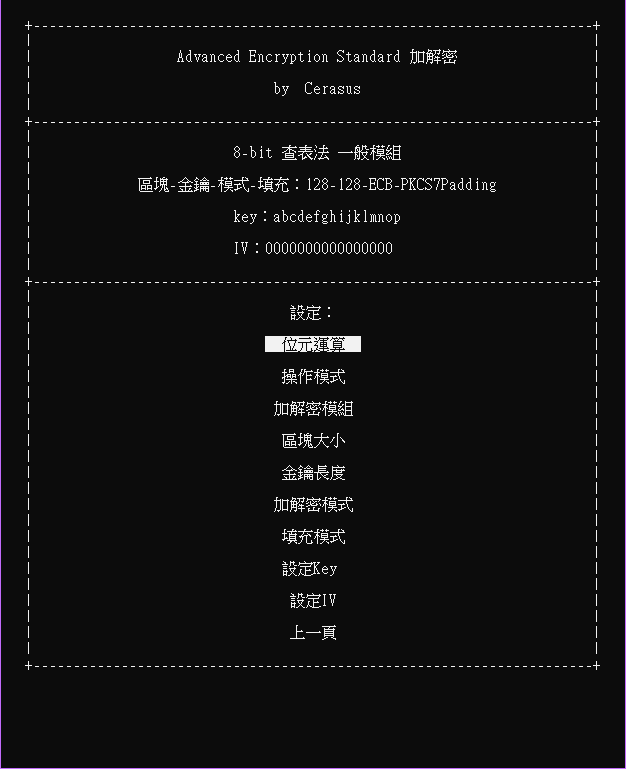 Advanced Encryption Standard 加解密
by Cerasus
8-bit 查表法 一般模組
區塊-金鑰-模式-填充：128-128-ECB-PKCS7Padding
key：abcdefghijklmnop
IV：0000000000000000
設定：
位元運算
操作模式
加解密模組
區塊大小
金鑰長度
加解密模式
填充模式
設定Key
設定IV
上一頁